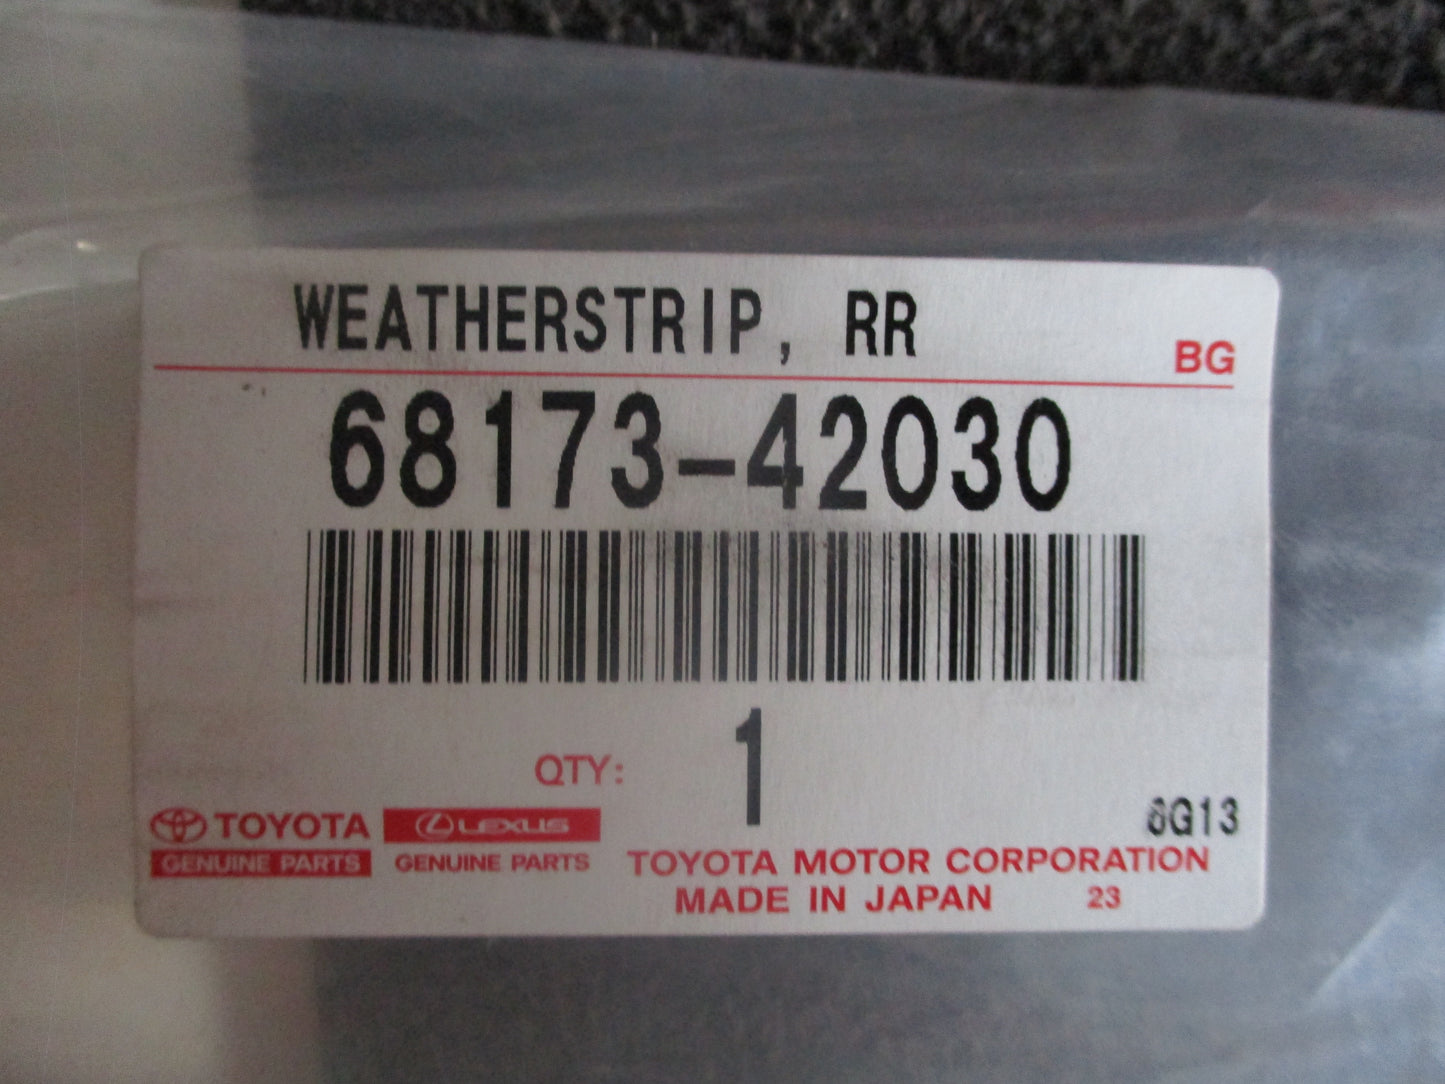 WEATHERSTRIP, RR
BG
68173-42030
QTY: 1
6G13
TOYOTA
GENUINE PARTS
LEXUS
GENUINE PARTS
TOYOTA MOTOR CORPORATION
MADE IN JAPAN 23